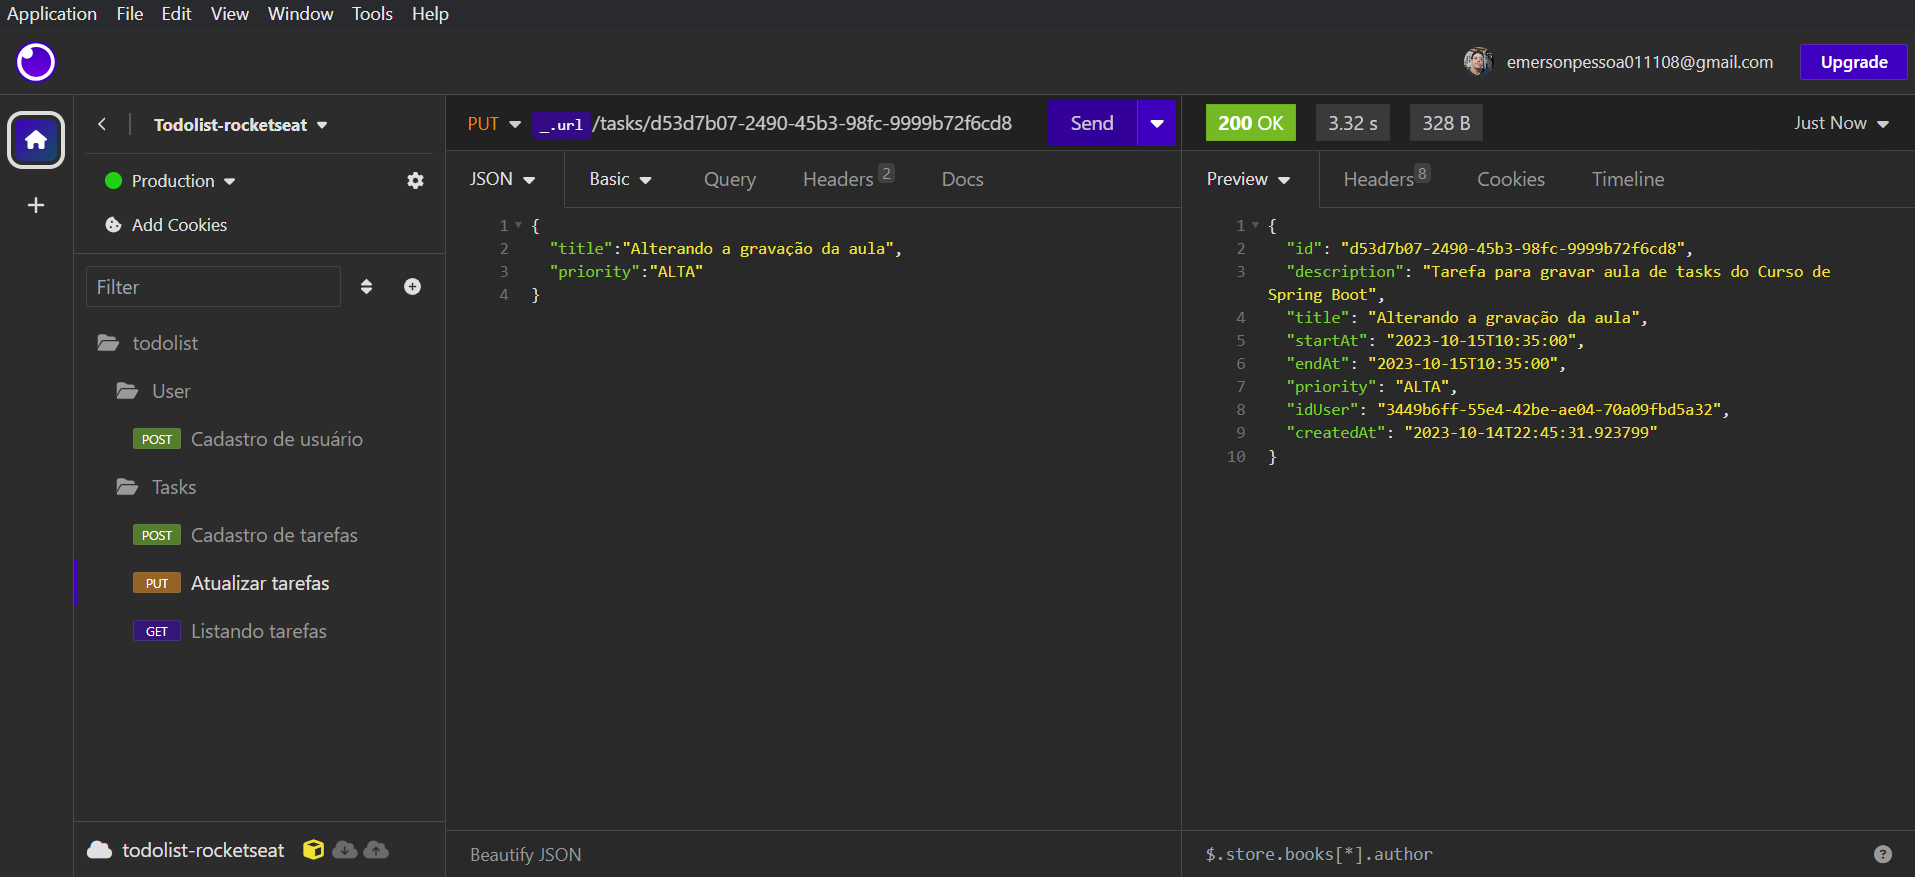 Application File Edit View Window Tools Help
emersonpessoa011108@gmail.com Upgrade
Todolist-rocketseat
Production
Add Cookies
Filter
todolist
User
POST Cadastro de usuário
Tasks
POST Cadastro de tarefas
PUT Atualizar tarefas
GET Listando tarefas
todolist-rocketseat
PUT _.url /tasks/d53d7b07-2490-45b3-98fc-9999b72f6cd8 Send
JSON Basic Query Headers 2 Docs
1 {
2 "title":"Alterando a gravação da aula",
3 "priority":"ALTA"
4 }
Beautify JSON
200 OK 3.32 s 328 B Just Now
Preview Headers 8 Cookies Timeline
1 {
2 "id": "d53d7b07-2490-45b3-98fc-9999b72f6cd8",
3 "description": "Tarefa para gravar aula de tasks do Curso de
Spring Boot",
4 "title": "Alterando a gravação da aula",
5 "startAt": "2023-10-15T10:35:00",
6 "endAt": "2023-10-15T10:35:00",
7 "priority": "ALTA",
8 "idUser": "3449b6ff-55e4-42be-ae04-70a09fbd5a32",
9 "createdAt": "2023-10-14T22:45:31.923799"
10 }
$.store.books[*].author ?